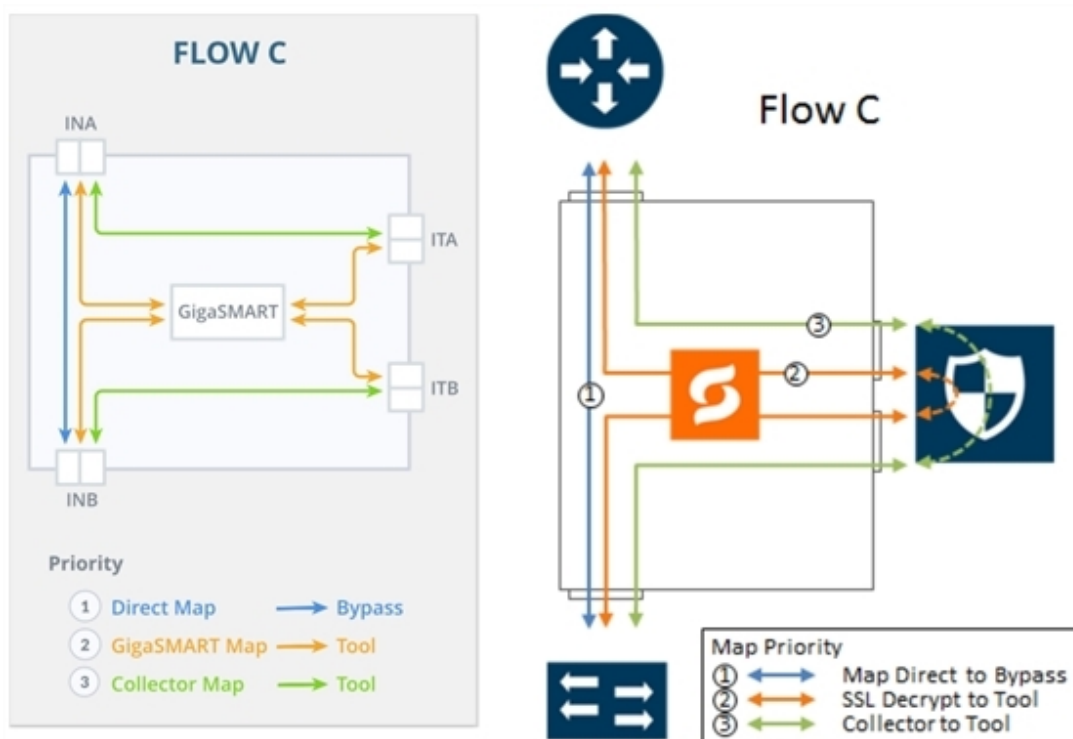 FLOW C
INA
ITA
GigaSMART
ITB
INB
Priority
1 Direct Map Bypass
2 GigaSMART Map Tool
3 Collector Map Tool
Flow C
3
2
1
Map Priority
1 Map Direct to Bypass
2 SSL Decrypt to Tool
3 Collector to Tool